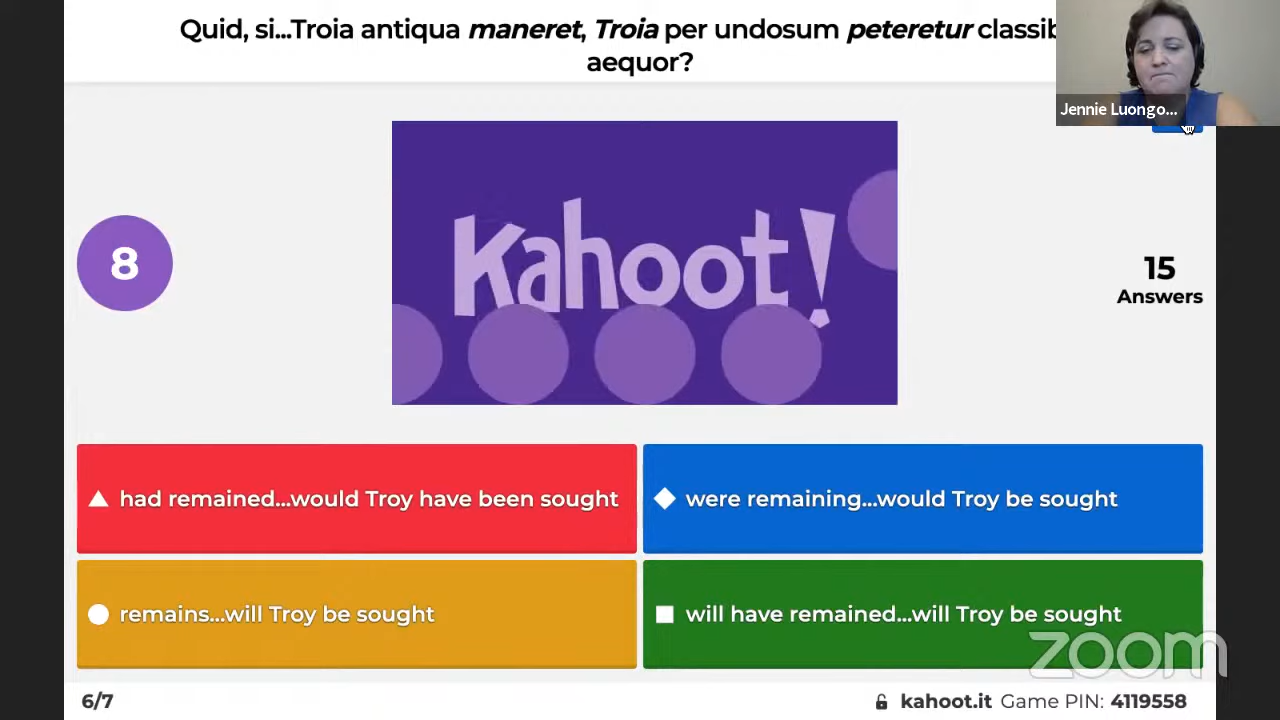 Quid, si...Troia antiqua maneret, Troia per undosum peteretur
aequor?
Jennie Luongo...
Kahoot!
8
15
Answers
had remained...would Troy have been sought
were remaining...would Troy be sought
remains...will Troy be sought
will have remained...will Troy be sought
zoom
6/7
kahoot.it Game PIN: 4119558